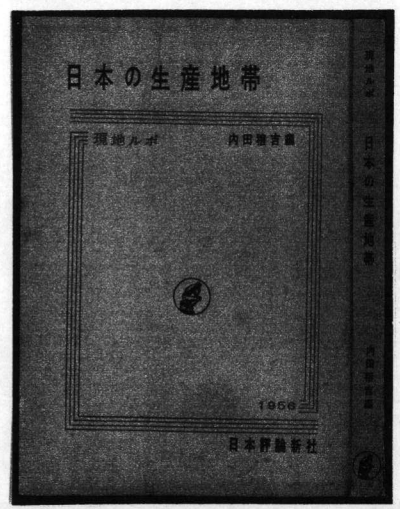 日本の生産地帯
現地ルポ
内田穣吉編
1956
日本評論新社
現地ルポ
日本の生産地帯
内田穣吉編